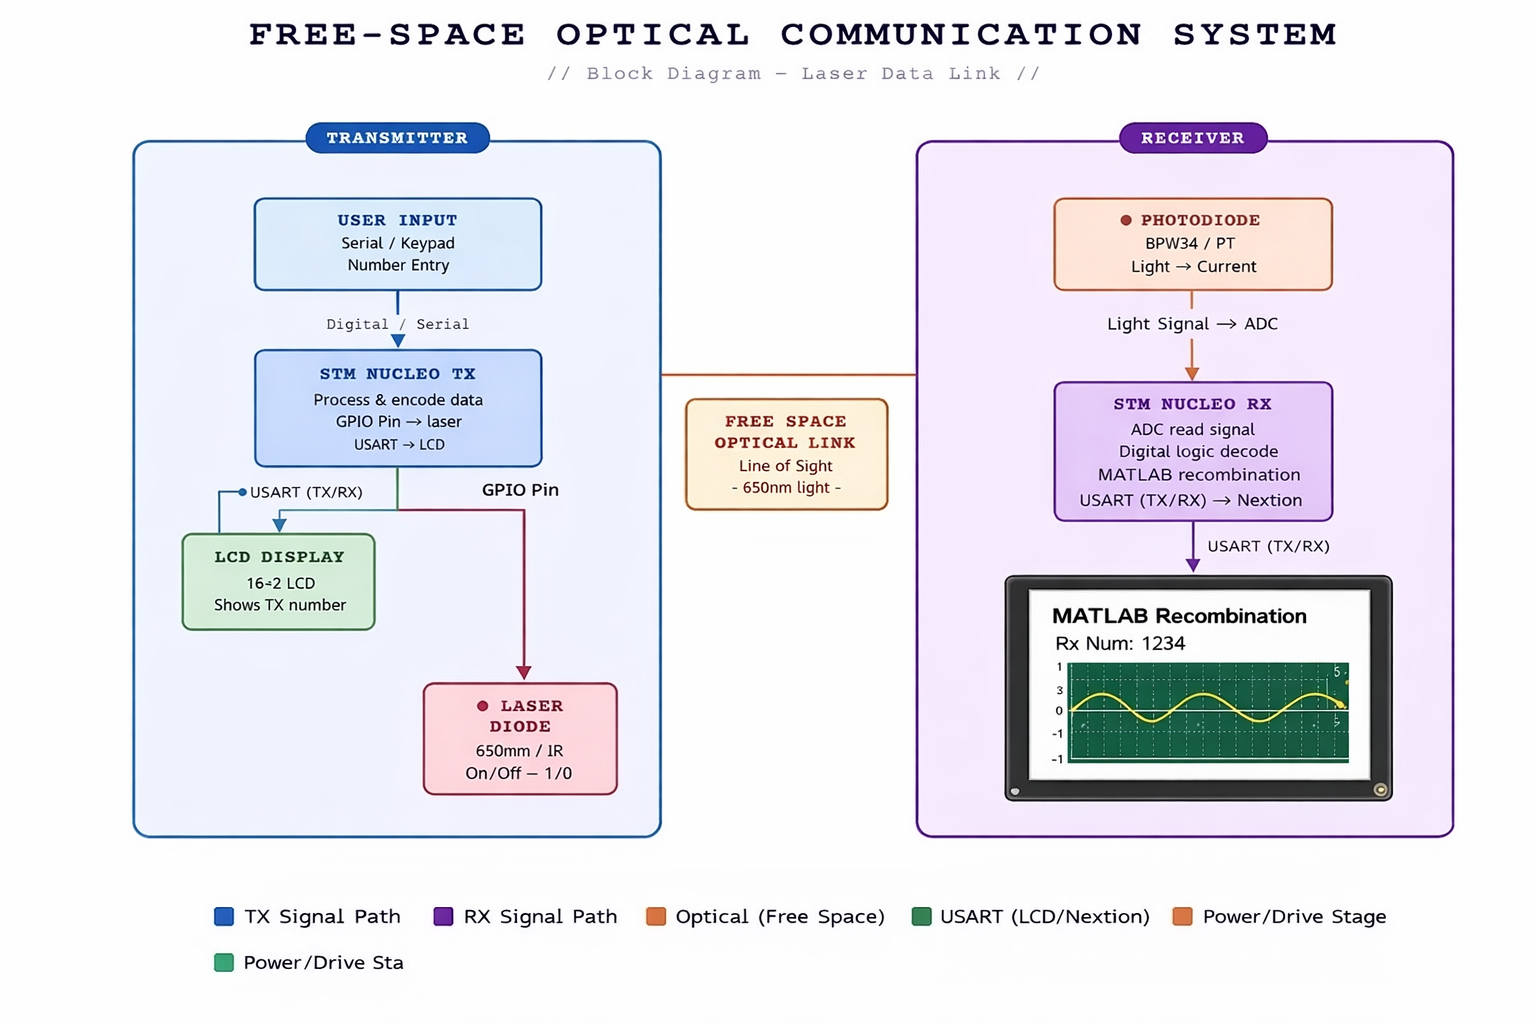 FREE-SPACE OPTICAL COMMUNICATION SYSTEM
// Block Diagram — Laser Data Link //
TRANSMITTER
USER INPUT
Serial / Keypad
Number Entry
Digital / Serial
STM NUCLEO TX
Process & encode data
GPIO Pin → laser
USART → LCD
USART (TX/RX)
GPIO Pin
LCD DISPLAY
16÷2 LCD
Shows TX number
● LASER
DIODE
650mm / IR
On/Off — 1/0
FREE SPACE
OPTICAL LINK
Line of Sight
- 650nm light -
RECEIVER
● PHOTODIODE
BPW34 / PT
Light → Current
Light Signal → ADC
STM NUCLEO RX
ADC read signal
Digital logic decode
MATLAB recombination
USART (TX/RX) → Nextion
USART (TX/RX)
MATLAB Recombination
Rx Num: 1234
1
3
0
-1
-1
5
TX Signal Path
RX Signal Path
Optical (Free Space)
USART (LCD/Nextion)
Power/Drive Stage
Power/Drive Sta